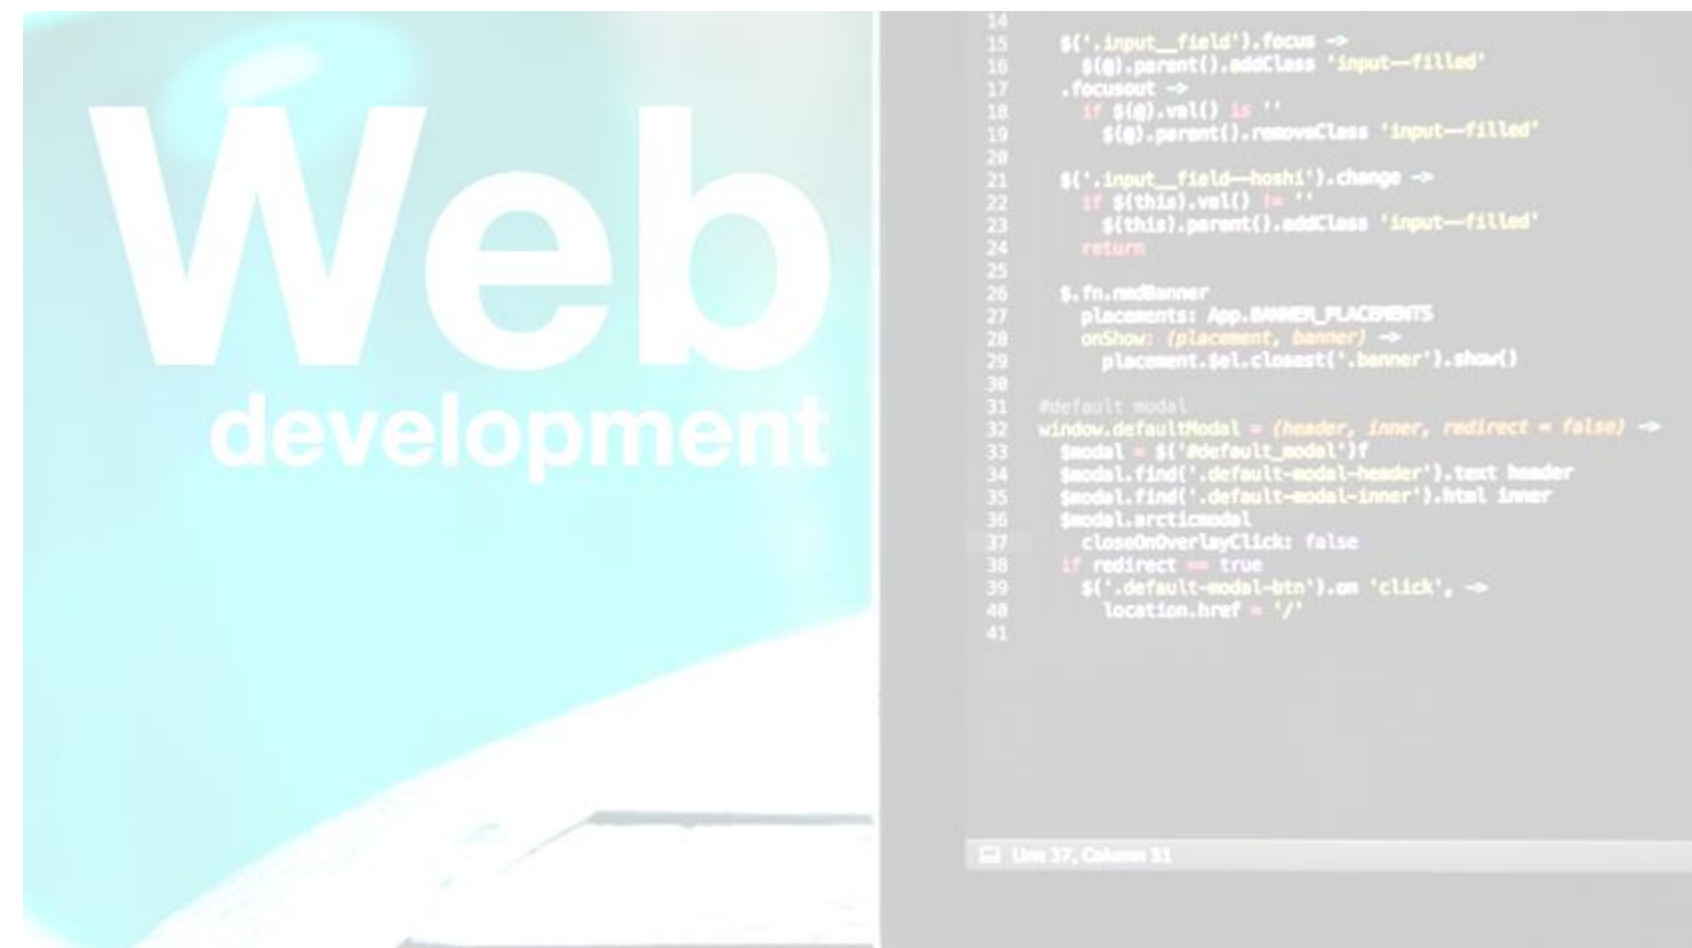 Web
development
14
15 $('.input__field').focus ->
16 $(@).parent().addClass 'input--filled'
17 .focusout ->
18 if $(@).val() is ''
19 $(@).parent().removeClass 'input--filled'
20
21 $('.input__field--hoshi').change ->
22 if $(this).val() != ''
23 $(this).parent().addClass 'input--filled'
24 return
25
26 $.fn.nmdBanner
27 placements: App.BANNER_PLACEMENTS
28 onShow: (placement, banner) ->
29 placement.$el.closest('.banner').show()
30
31 #default modal
32 window.defaultModal = (header, inner, redirect = false) ->
33 $modal = $('#default_modal')f
34 $modal.find('.default-modal-header').text header
35 $modal.find('.default-modal-inner').html inner
36 $modal.arcticmodal
37 closeOnOverlayClick: false
38 if redirect == true
39 $('.default-modal-btn').on 'click', ->
40 location.href = '/'
41
Line 37, Column 31